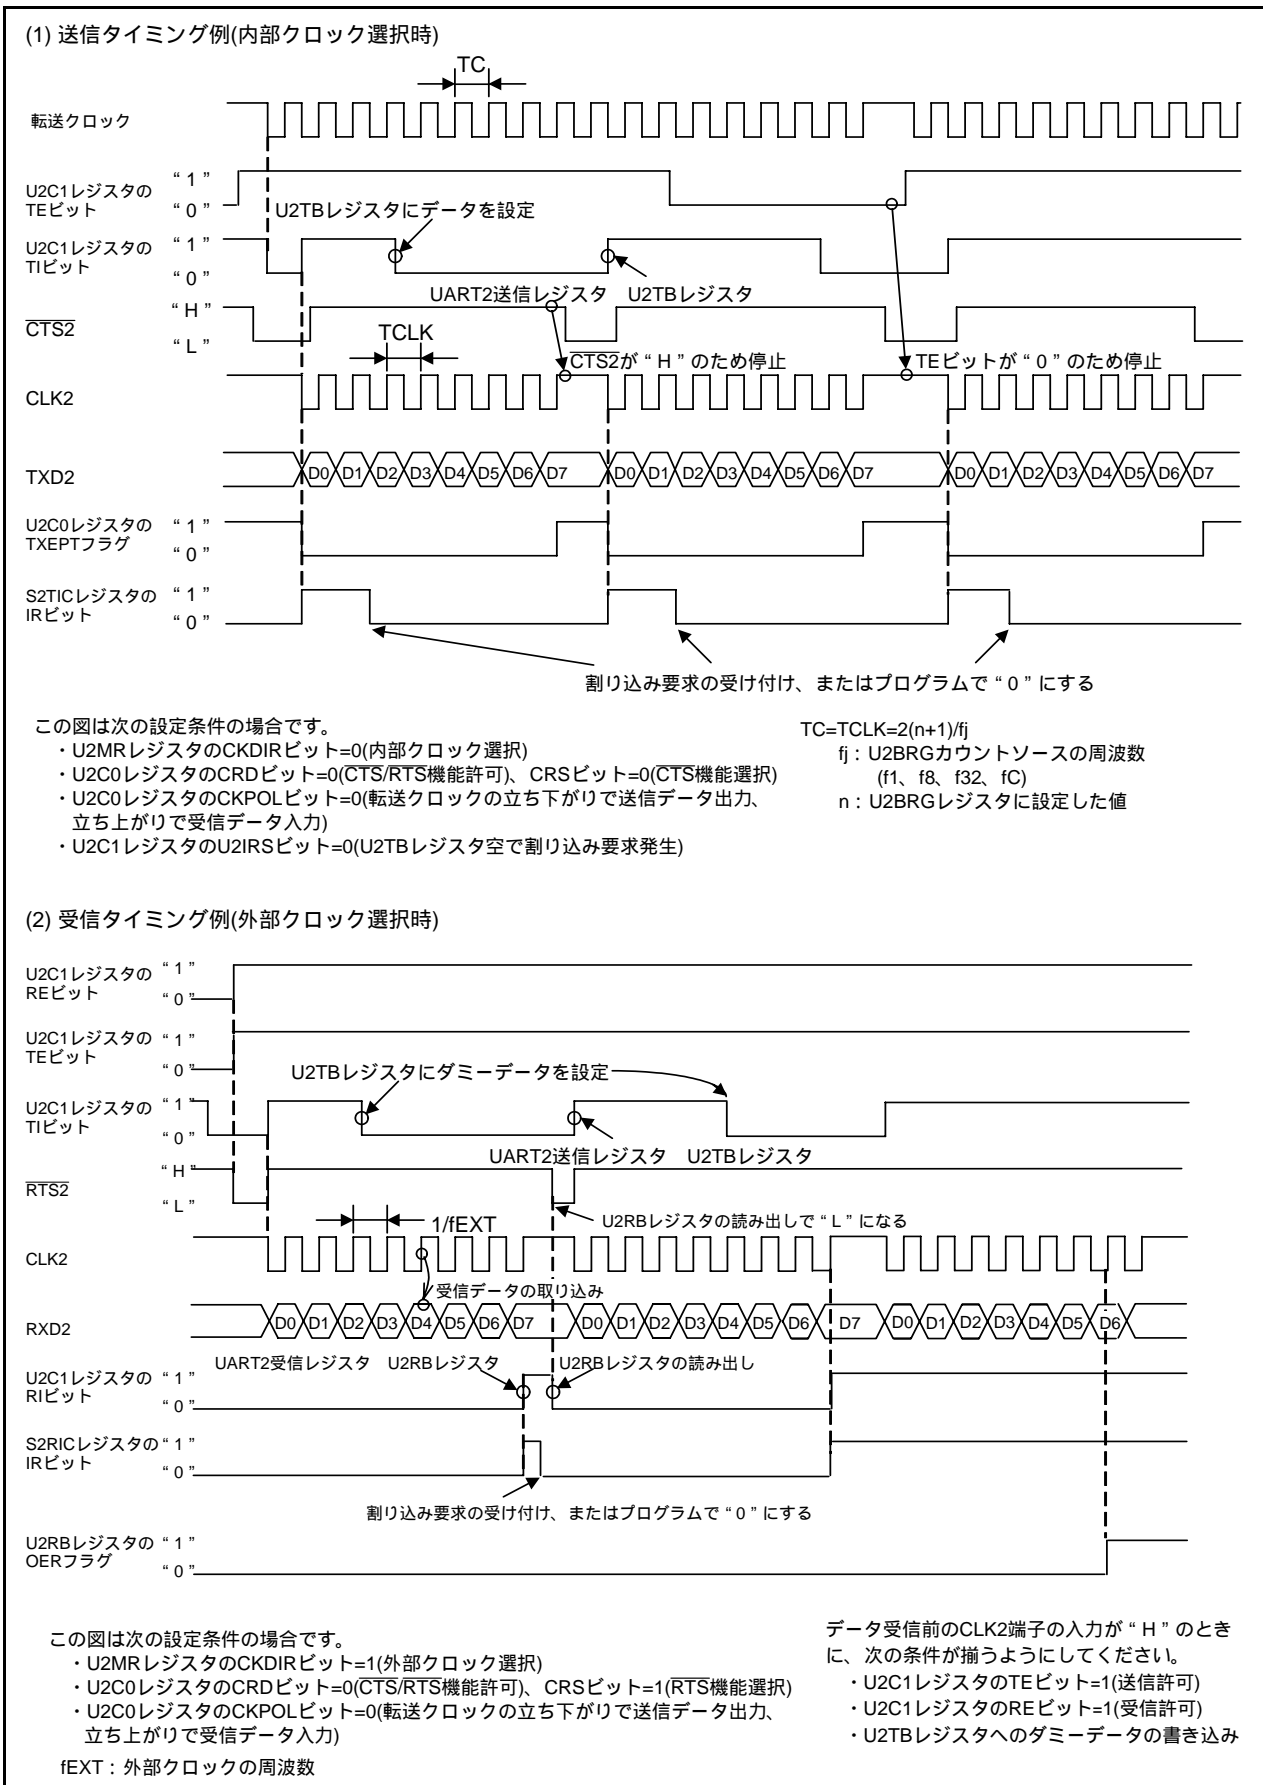 (1) 送信タイミング例(内部クロック選択時)
TC
転送クロック
U2C1レジスタの
TEビット
“ 1 ”
“ 0 ”
U2TBレジスタにデータを設定
U2C1レジスタの
TIビット
“ 1 ”
“ 0 ”
UART2送信レジスタ　U2TBレジスタ
CTS2
“ H ”
“ L ”
TCLK
CTS2が “ H ” のため停止
TEビットが “ 0 ” のため停止
CLK2
TXD2
D0 D1 D2 D3 D4 D5 D6 D7 D0 D1 D2 D3 D4 D5 D6 D7 D0 D1 D2 D3 D4 D5 D6 D7
U2C0レジスタの
TXEPTフラグ
“ 1 ”
“ 0 ”
S2TICレジスタの
IRビット
“ 1 ”
“ 0 ”
割り込み要求の受け付け、またはプログラムで “ 0 ” にする
この図は次の設定条件の場合です。
・U2MRレジスタのCKDIRビット=0(内部クロック選択)
・U2C0レジスタのCRDビット=0(CTS/RTS機能許可)、CRSビット=0(CTS機能選択)
・U2C0レジスタのCKPOLビット=0(転送クロックの立ち下がりで送信データ出力、
立ち上がりで受信データ入力)
・U2C1レジスタのU2IRSビット=0(U2TBレジスタ空で割り込み要求発生)
TC=TCLK=2(n+1)/fj
fj : U2BRGカウントソースの周波数
(f1、f8、f32、fC)
n : U2BRGレジスタに設定した値
(2) 受信タイミング例(外部クロック選択時)
U2C1レジスタの
REビット
“ 1 ”
“ 0 ”
U2C1レジスタの
TEビット
“ 1 ”
“ 0 ”
U2TBレジスタにダミーデータを設定
U2C1レジスタの
TIビット
“ 1 ”
“ 0 ”
UART2送信レジスタ　U2TBレジスタ
RTS2
“ H ”
“ L ”
1/fEXT
U2RBレジスタの読み出しで “ L ” になる
CLK2
受信データの取り込み
RXD2
D0 D1 D2 D3 D4 D5 D6 D7 D0 D1 D2 D3 D4 D5 D6 D7 D0 D1 D2 D3 D4 D5 D6
UART2受信レジスタ　U2RBレジスタ
U2RBレジスタの読み出し
U2C1レジスタの
RIビット
“ 1 ”
“ 0 ”
S2RICレジスタの
IRビット
“ 1 ”
“ 0 ”
割り込み要求の受け付け、またはプログラムで “ 0 ” にする
U2RBレジスタの
OERフラグ
“ 1 ”
“ 0 ”
この図は次の設定条件の場合です。
・U2MRレジスタのCKDIRビット=1(外部クロック選択)
・U2C0レジスタのCRDビット=0(CTS/RTS機能許可)、CRSビット=1(RTS機能選択)
・U2C0レジスタのCKPOLビット=0(転送クロックの立ち下がりで送信データ出力、
立ち上がりで受信データ入力)
fEXT : 外部クロックの周波数
データ受信前のCLK2端子の入力が “ H ” のとき
に、次の条件が揃うようにしてください。
・U2C1レジスタのTEビット=1(送信許可)
・U2C1レジスタのREビット=1(受信許可)
・U2TBレジスタへのダミーデータの書き込み